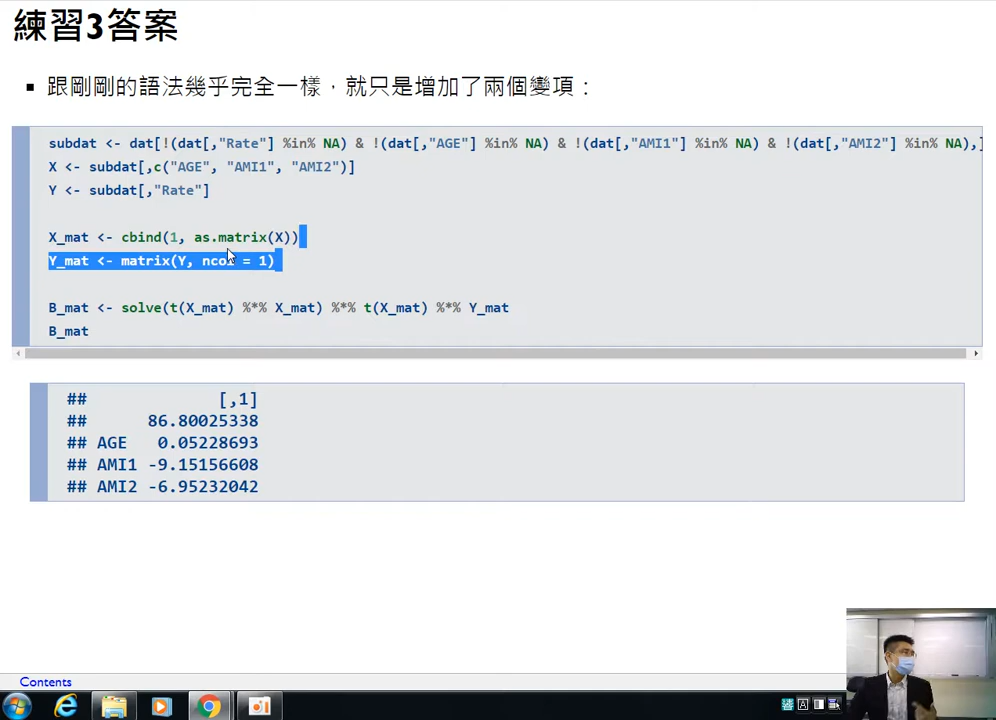 練習3答案
跟剛剛的語法幾乎完全一樣，就只是增加了兩個變項：
subdat <- dat[!(dat[,"Rate"] %in% NA) & !(dat[,"AGE"] %in% NA) & !(dat[,"AMI1"] %in% NA) & !(dat[,"AMI2"] %in% NA),]
X <- subdat[,c("AGE", "AMI1", "AMI2")]
Y <- subdat[,"Rate"]
X_mat <- cbind(1, as.matrix(X))
Y_mat <- matrix(Y, ncol = 1)
B_mat <- solve(t(X_mat) %*% X_mat) %*% t(X_mat) %*% Y_mat
B_mat
## [,1]
## 86.80025338
## AGE 0.05228693
## AMI1 -9.15156608
## AMI2 -6.95232042
Contents